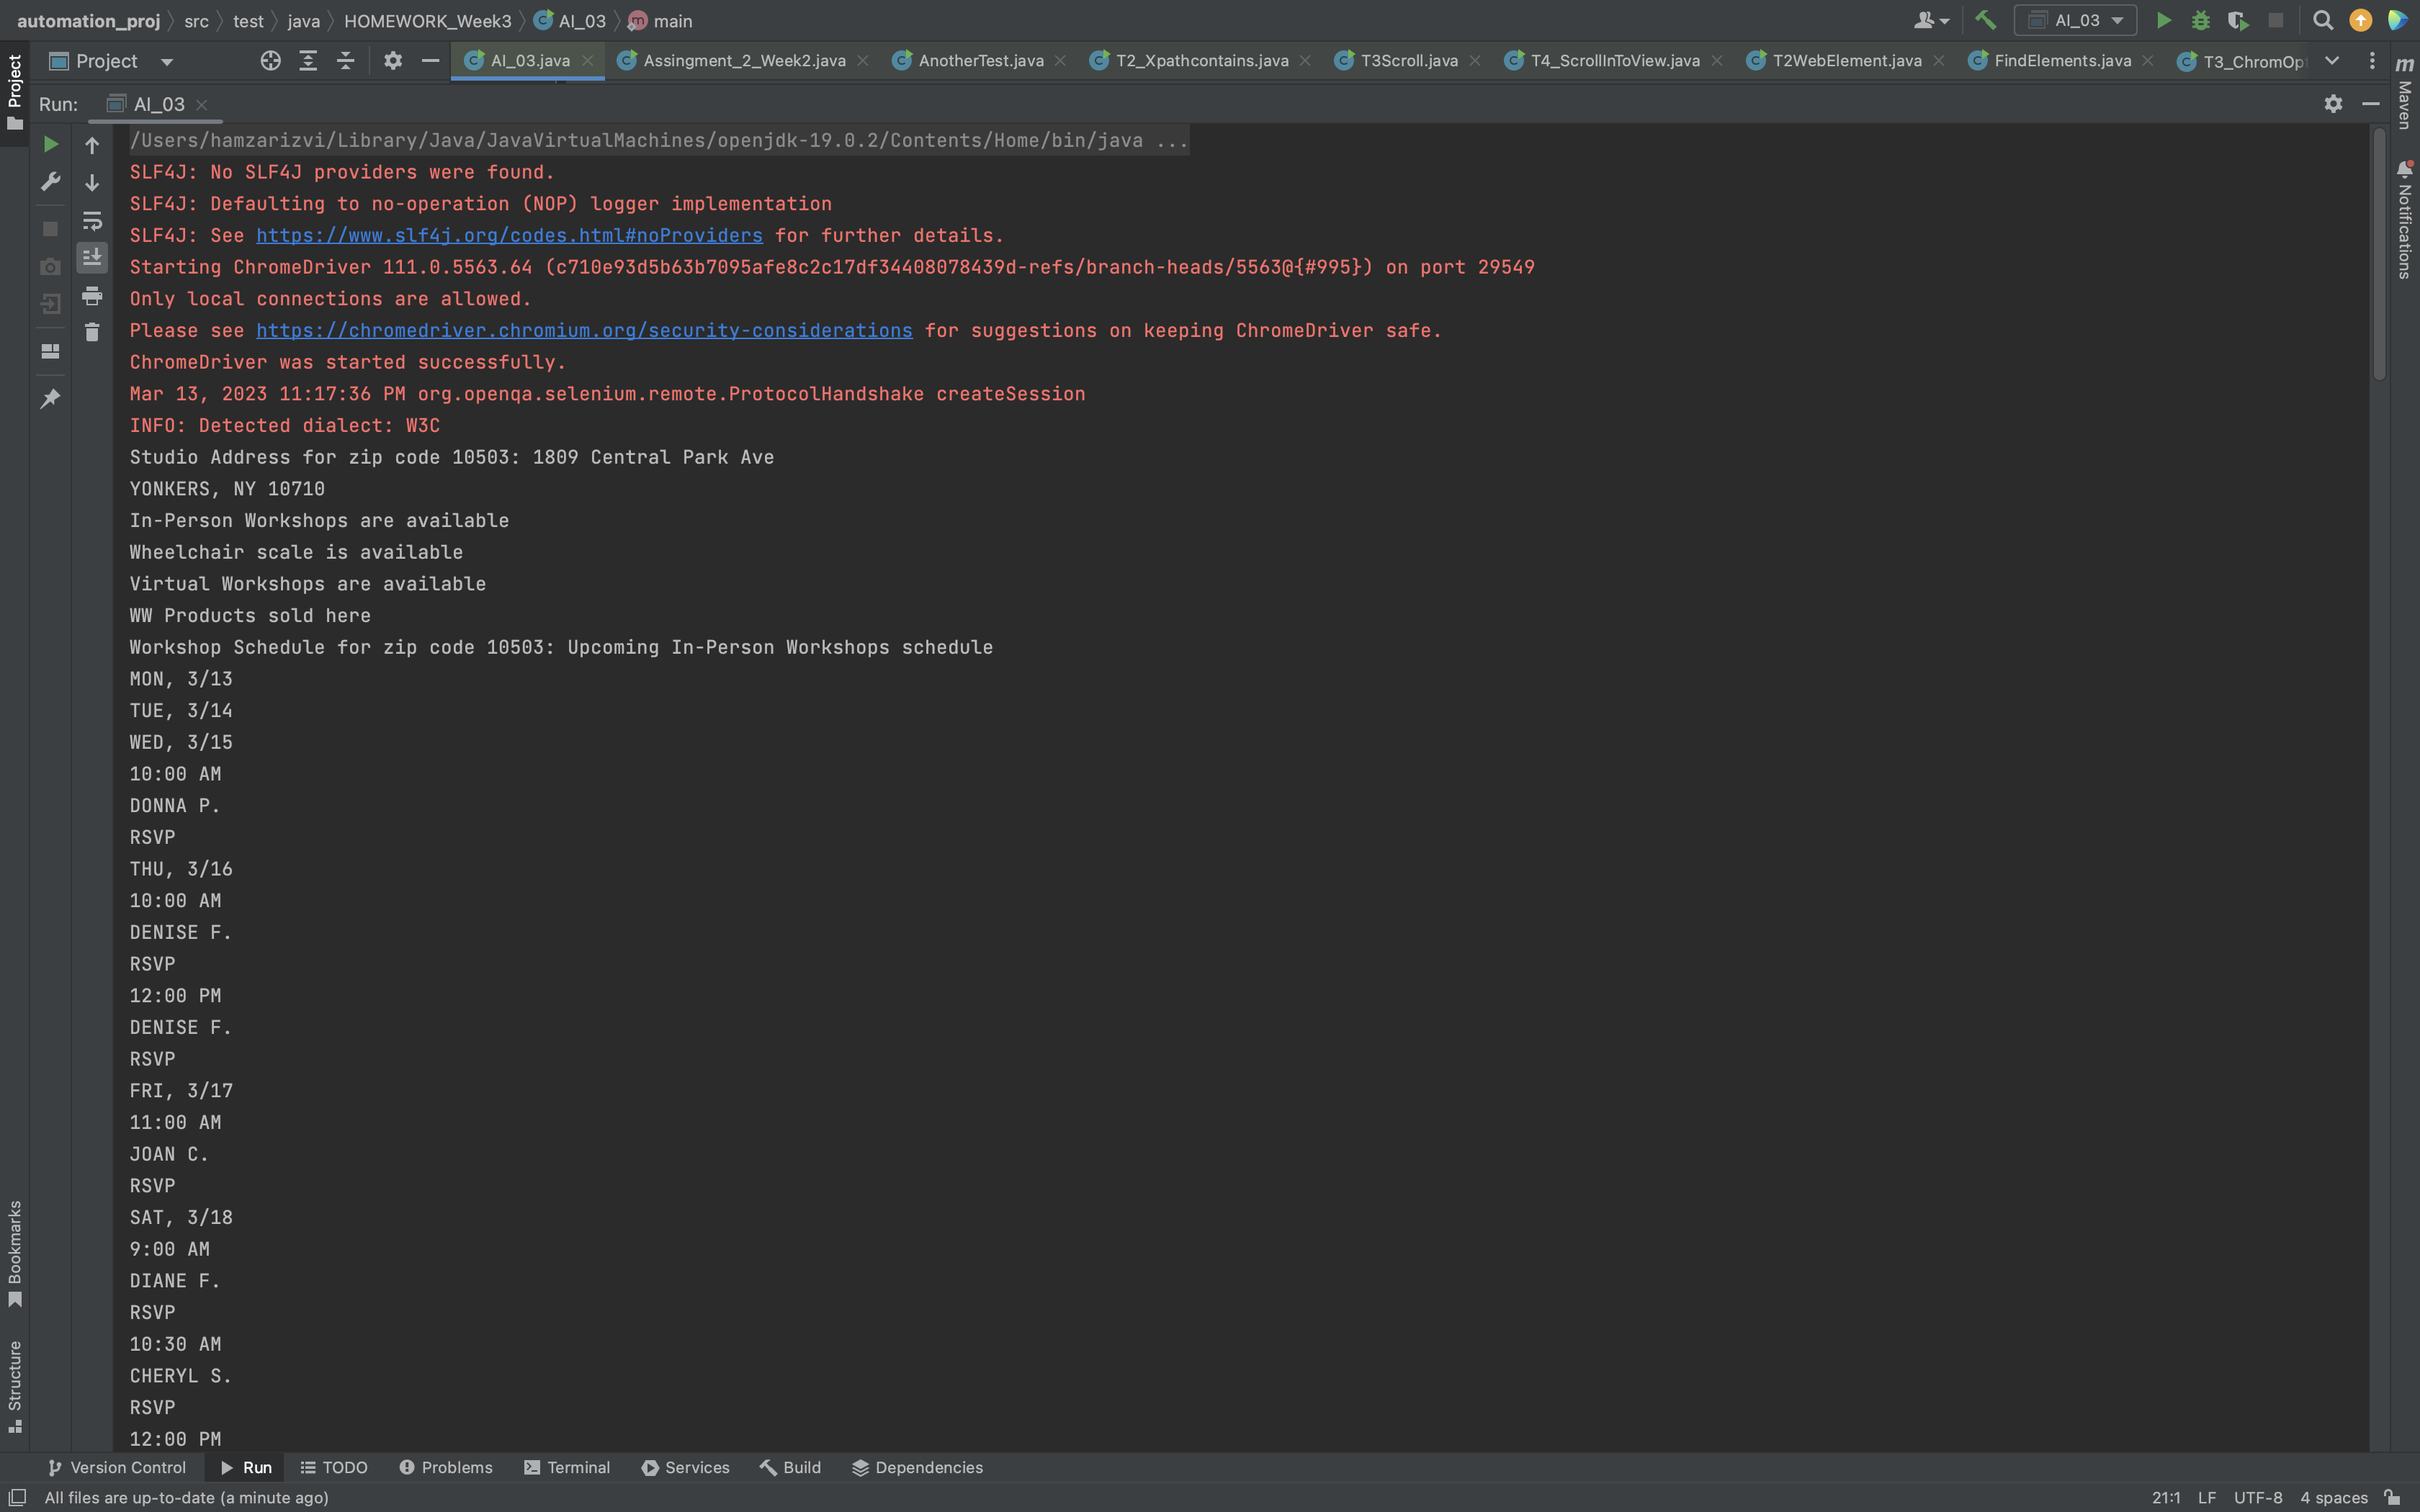 automation_proj src test java HOMEWORK_Week3 AI_03 main AI_03
Project AI_03.java Assingment_2_Week2.java AnotherTest.java T2_Xpathcontains.java T3Scroll.java T4_ScrollInToView.java T2WebElement.java FindElements.java T3_ChromOpt
Run: AI_03
/Users/hamzarizvi/Library/Java/JavaVirtualMachines/openjdk-19.0.2/Contents/Home/bin/java ...
SLF4J: No SLF4J providers were found.
SLF4J: Defaulting to no-operation (NOP) logger implementation
SLF4J: See https://www.slf4j.org/codes.html#noProviders for further details.
Starting ChromeDriver 111.0.5563.64 (c710e93d5b63b7095afe8c2c17df34408078439d-refs/branch-heads/5563@{#995}) on port 29549
Only local connections are allowed.
Please see https://chromedriver.chromium.org/security-considerations for suggestions on keeping ChromeDriver safe.
ChromeDriver was started successfully.
Mar 13, 2023 11:17:36 PM org.openqa.selenium.remote.ProtocolHandshake createSession
INFO: Detected dialect: W3C
Studio Address for zip code 10503: 1809 Central Park Ave
YONKERS, NY 10710
In-Person Workshops are available
Wheelchair scale is available
Virtual Workshops are available
WW Products sold here
Workshop Schedule for zip code 10503: Upcoming In-Person Workshops schedule
MON, 3/13
TUE, 3/14
WED, 3/15
10:00 AM
DONNA P.
RSVP
THU, 3/16
10:00 AM
DENISE F.
RSVP
12:00 PM
DENISE F.
RSVP
FRI, 3/17
11:00 AM
JOAN C.
RSVP
SAT, 3/18
9:00 AM
DIANE F.
RSVP
10:30 AM
CHERYL S.
RSVP
12:00 PM
Project
Bookmarks
Structure
Maven
Notifications
Version Control Run TODO Problems Terminal Services Build Dependencies
All files are up-to-date (a minute ago) 21:1 LF UTF-8 4 spaces